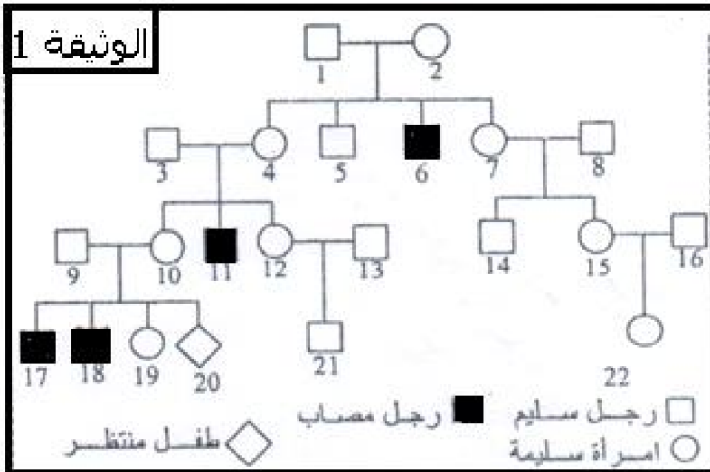 الوثيقة 1
1 2
3 4 5 6 7 8
9 10 11 12 13 14 15 16
17 18 19 20 21 22
رجل سليم رجل مصاب
امرأة سليمة طفل منتظر